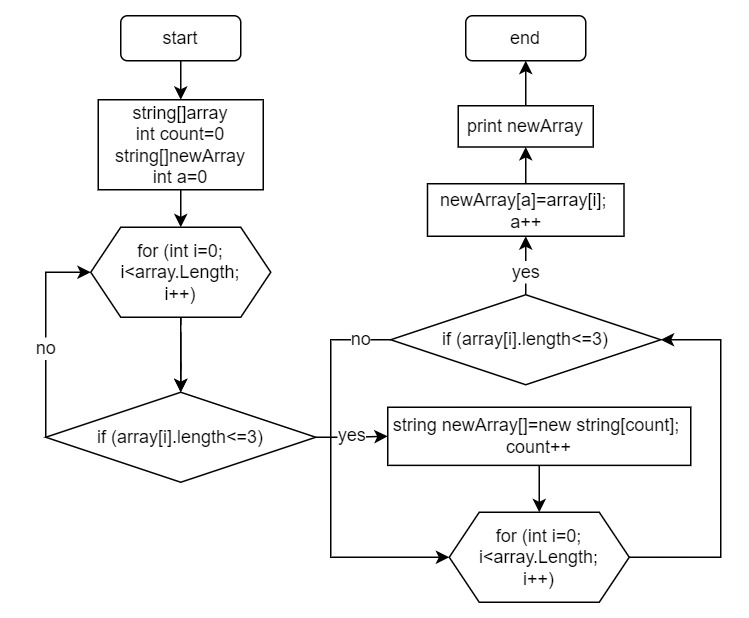 start
string[]array
int count=0
string[]newArray
int a=0
for (int i=0;
i<array.Length;
i++)
no
if (array[i].length<=3)
yes
string newArray[]=new string[count];
count++
for (int i=0;
i<array.Length;
i++)
if (array[i].length<=3)
no
yes
newArray[a]=array[i];
a++
print newArray
end